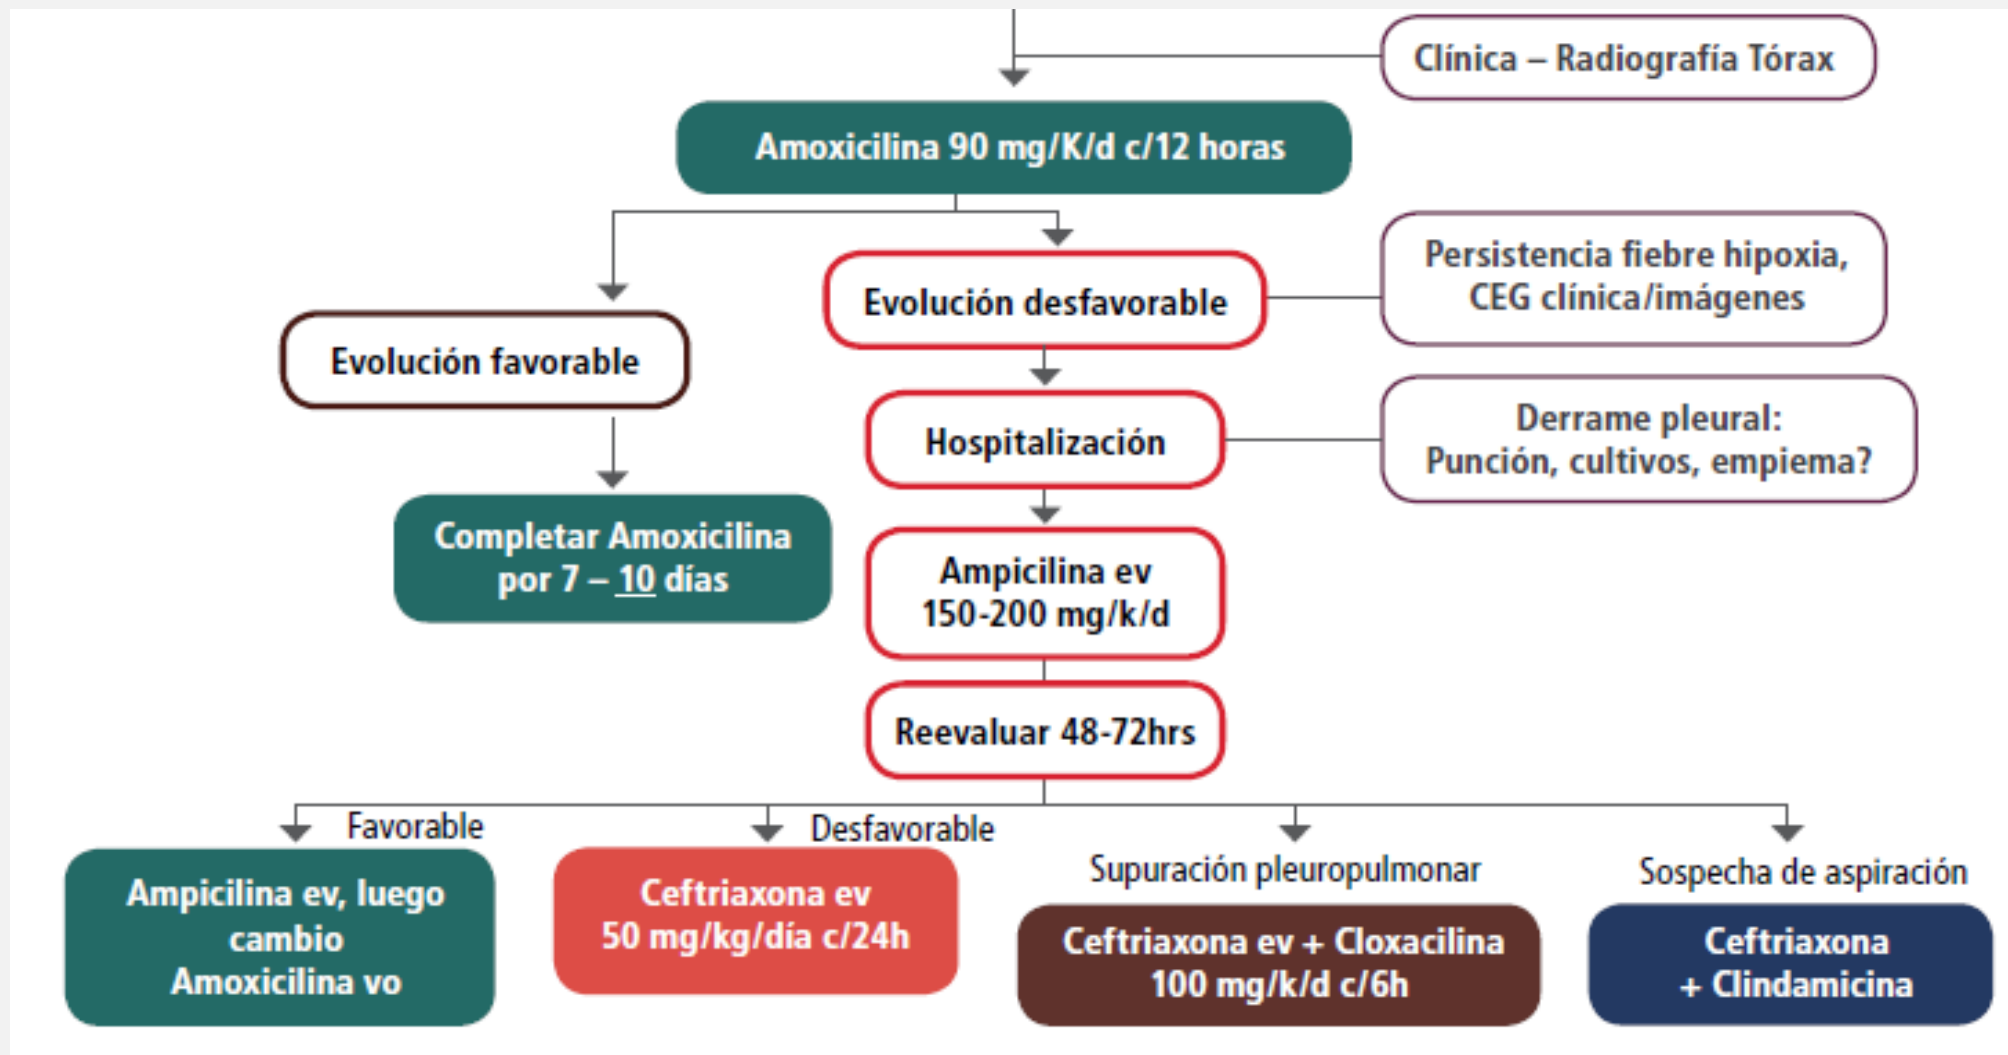 Clínica – Radiografía Tórax
Amoxicilina 90 mg/K/d c/12 horas
Persistencia fiebre hipoxia,
CEG clínica/imágenes
Evolución desfavorable
Evolución favorable
Hospitalización
Derrame pleural:
Punción, cultivos, empiema?
Completar Amoxicilina
por 7 – 10 días
Ampicilina ev
150-200 mg/k/d
Reevaluar 48-72hrs
Favorable
Desfavorable
Supuración pleuropulmonar
Sospecha de aspiración
Ampicilina ev, luego
cambio
Amoxicilina vo
Ceftriaxona ev
50 mg/kg/día c/24h
Ceftriaxona ev + Cloxacilina
100 mg/k/d c/6h
Ceftriaxona
+ Clindamicina